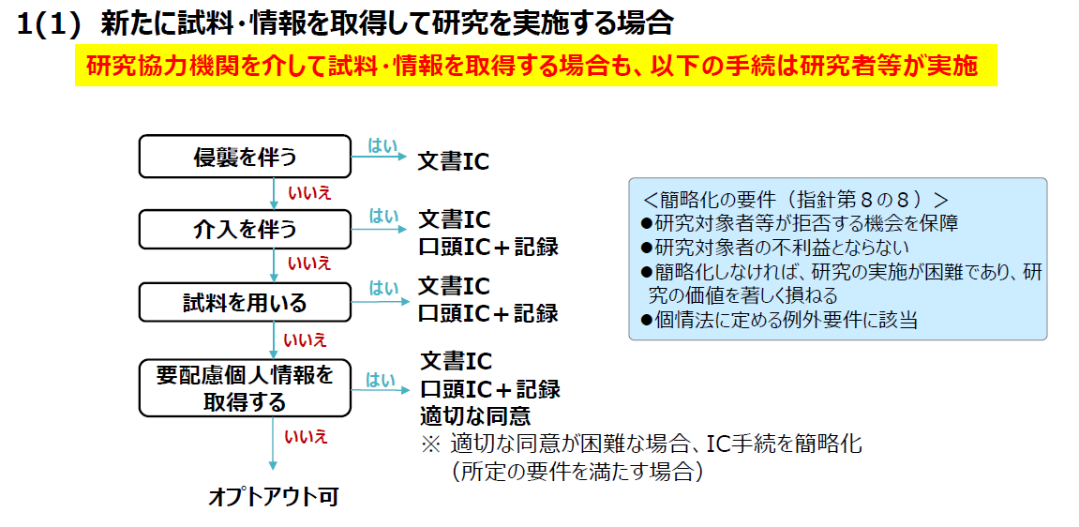 1(1) 新たに試料・情報を取得して研究を実施する場合
研究協力機関を介して試料・情報を取得する場合も、以下の手続は研究者等が実施
侵襲を伴う
はい
文書IC
いいえ
介入を伴う
はい
文書IC
口頭IC＋記録
いいえ
試料を用いる
はい
文書IC
口頭IC＋記録
いいえ
要配慮個人情報を
取得する
はい
文書IC
口頭IC＋記録
適切な同意
※ 適切な同意が困難な場合、IC手続を簡略化
（所定の要件を満たす場合）
いいえ
オプトアウト可
＜簡略化の要件（指針第８の８）＞
●研究対象者等が拒否する機会を保障
●研究対象者の不利益とならない
●簡略化しなければ、研究の実施が困難であり、研
究の価値を著しく損ねる
●個情法に定める例外要件に該当